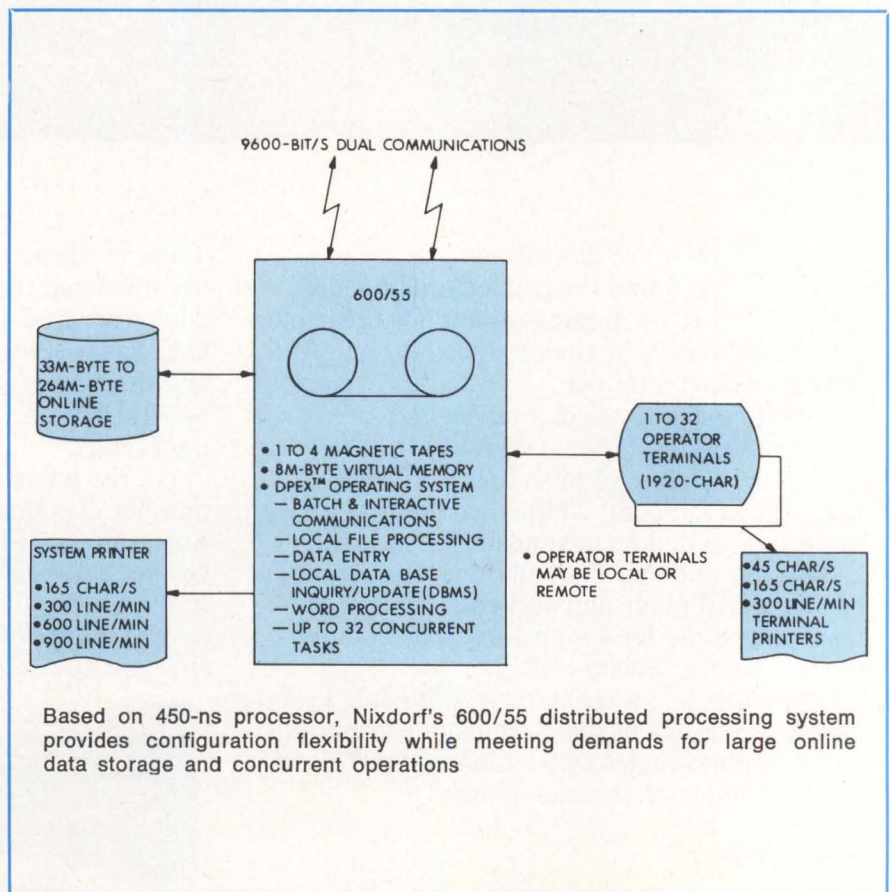 9600-BIT/S DUAL COMMUNICATIONS
600/55
33M-BYTE TO
264M-BYTE
ONLINE
STORAGE
• 1 TO 4 MAGNETIC TAPES
• 8M-BYTE VIRTUAL MEMORY
• DPEX™ OPERATING SYSTEM
— BATCH & INTERACTIVE
COMMUNICATIONS
— LOCAL FILE PROCESSING
— DATA ENTRY
— LOCAL DATA BASE
INQUIRY/UPDATE(DBMS)
— WORD PROCESSING
— UP TO 32 CONCURRENT
TASKS
1 TO 32
OPERATOR
TERMINALS
(1920-CHAR)
• OPERATOR TERMINALS
MAY BE LOCAL OR
REMOTE
SYSTEM PRINTER
•165 CHAR/S
•300 LINE/MIN
•600 LINE/MIN
•900 LINE/MIN
•45 CHAR/S
•165 CHAR/S
•300 LINE/MIN
TERMINAL
PRINTERS
Based on 450-ns processor, Nixdorf's 600/55 distributed processing system
provides configuration flexibility while meeting demands for large online
data storage and concurrent operations